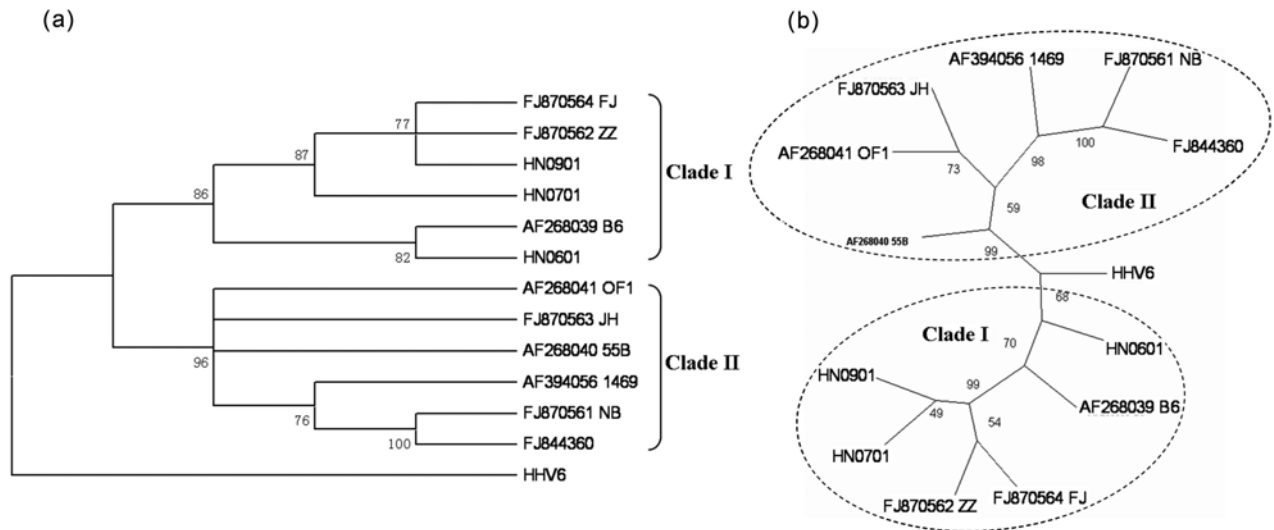 (a)
FJ870564 FJ
77
FJ870562 ZZ
87
HN0901
Clade I
86
HN0701
AF268039 B6
82
HN0601
AF268041 OF1
FJ870563 JH
96
AF268040 55B
Clade II
AF394056 1469
76
FJ870561 NB
100
FJ844360
HHV6
(b)
AF394056 1469
FJ870561 NB
FJ870563 JH
AF268041 OF1
73
98
100
FJ844360
59
Clade II
AF268040 55B
99
HHV6
68
Clade I
70
HN0601
HN0901
99
AF268039 B6
49
54
HN0701
FJ870562 ZZ
FJ870564 FJ